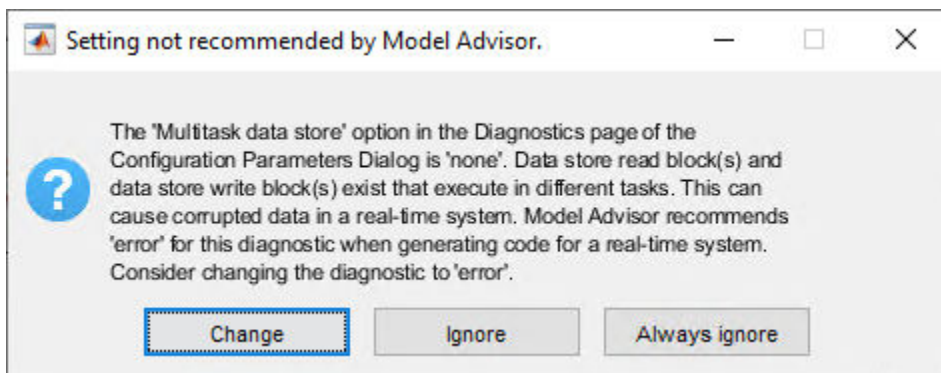 Setting not recommended by Model Advisor.
The 'Multitask data store' option in the Diagnostics page of the
Configuration Parameters Dialog is 'none'. Data store read block(s) and
data store write block(s) exist that execute in different tasks. This can
cause corrupted data in a real-time system. Model Advisor recommends
'error' for this diagnostic when generating code for a real-time system.
Consider changing the diagnostic to 'error'.
Change
Ignore
Always ignore